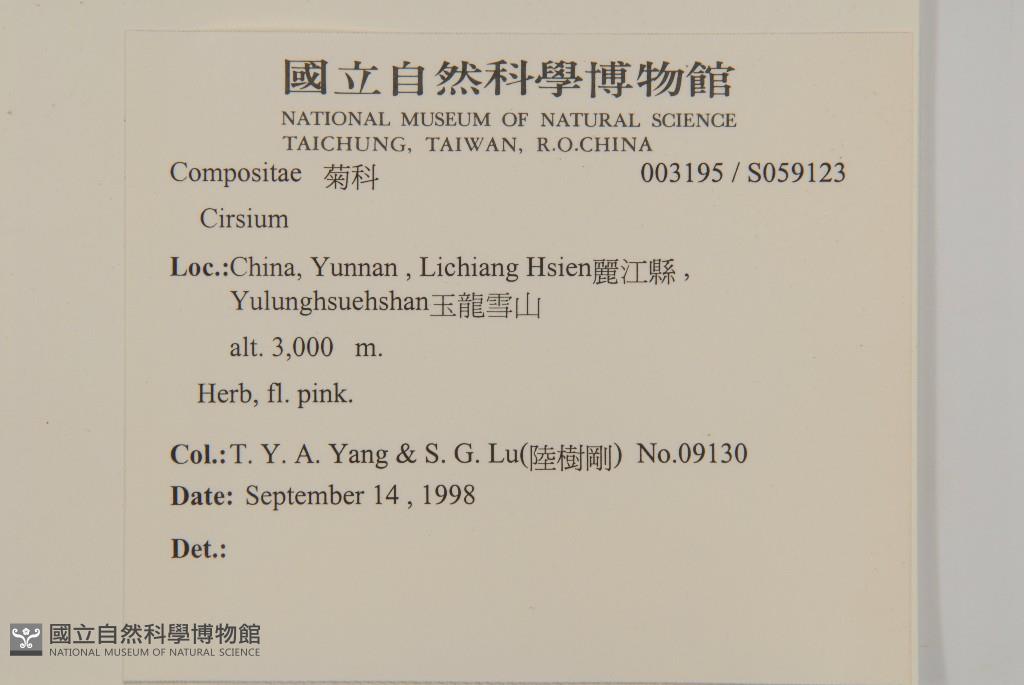 國立自然科學博物館
NATIONAL MUSEUM OF NATURAL SCIENCE
TAICHUNG, TAIWAN, R.O.CHINA
Compositae 菊科 003195 / S059123
Cirsium
Loc.:China, Yunnan , Lichiang Hsien麗江縣 ,
Yulunghsuehshan玉龍雪山
alt. 3,000 m.
Herb, fl. pink.
Col.: T. Y. A. Yang & S. G. Lu(陸樹剛) No.09130
Date: September 14 , 1998
Det.:
國立自然科學博物館
NATIONAL MUSEUM OF NATURAL SCIENCE